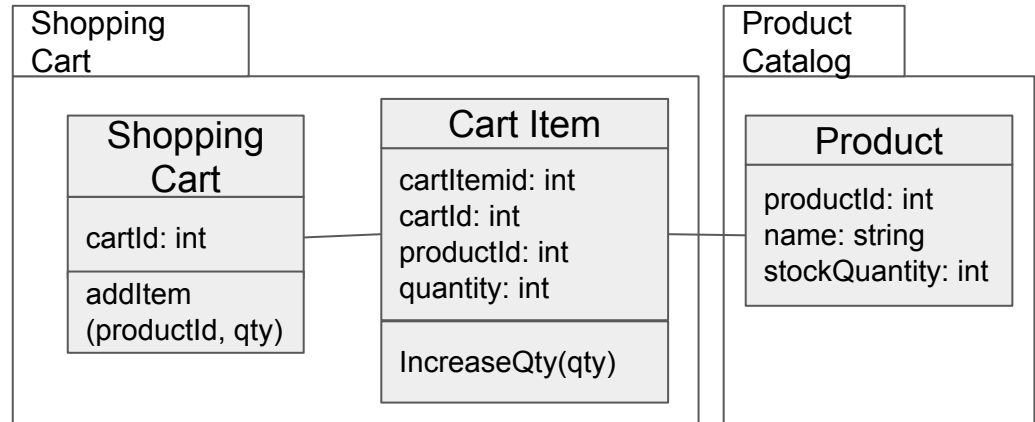 Shopping
Cart
Product
Catalog
Shopping
Cart
cartId: int
addItem
(productId, qty)
Cart Item
cartItemid: int
cartId: int
productId: int
quantity: int
IncreaseQty(qty)
Product
productId: int
name: string
stockQuantity: int